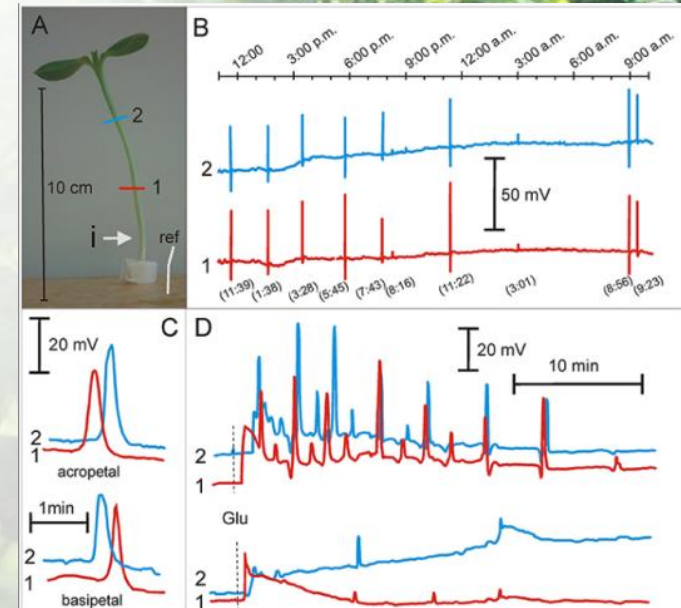 A
2
10 cm
1
i
ref
B
12:00 3:00 p.m. 6:00 p.m. 9:00 p.m. 12:00 a.m. 3:00 a.m. 6:00 a.m. 9:00 a.m.
2
50 mV
1
(11:39) (1:38) (3:28) (5:45) (7:43) (8:16) (11:22) (3:01) (8:56) (9:23)
C
20 mV
2
1
acropetal
1min
2
1
basipetal
D
20 mV
10 min
2
1
Glu
2
1